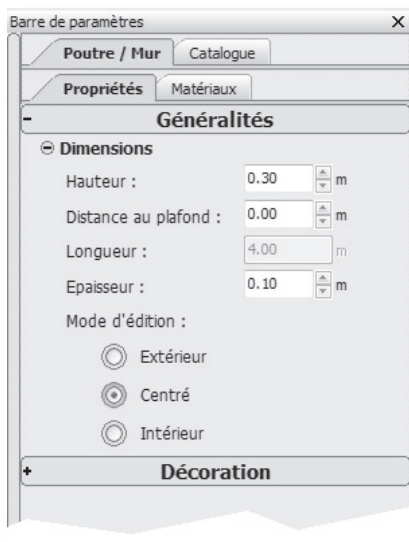 Barre de paramètres X
Poutre / Mur Catalogue
Propriétés Matériaux
- Généralités
Dimensions
Hauteur : 0.30 m
Distance au plafond : 0.00 m
Longueur : 4.00 m
Epaisseur : 0.10 m
Mode d'édition :
Extérieur
Centré
Intérieur
+ Décoration